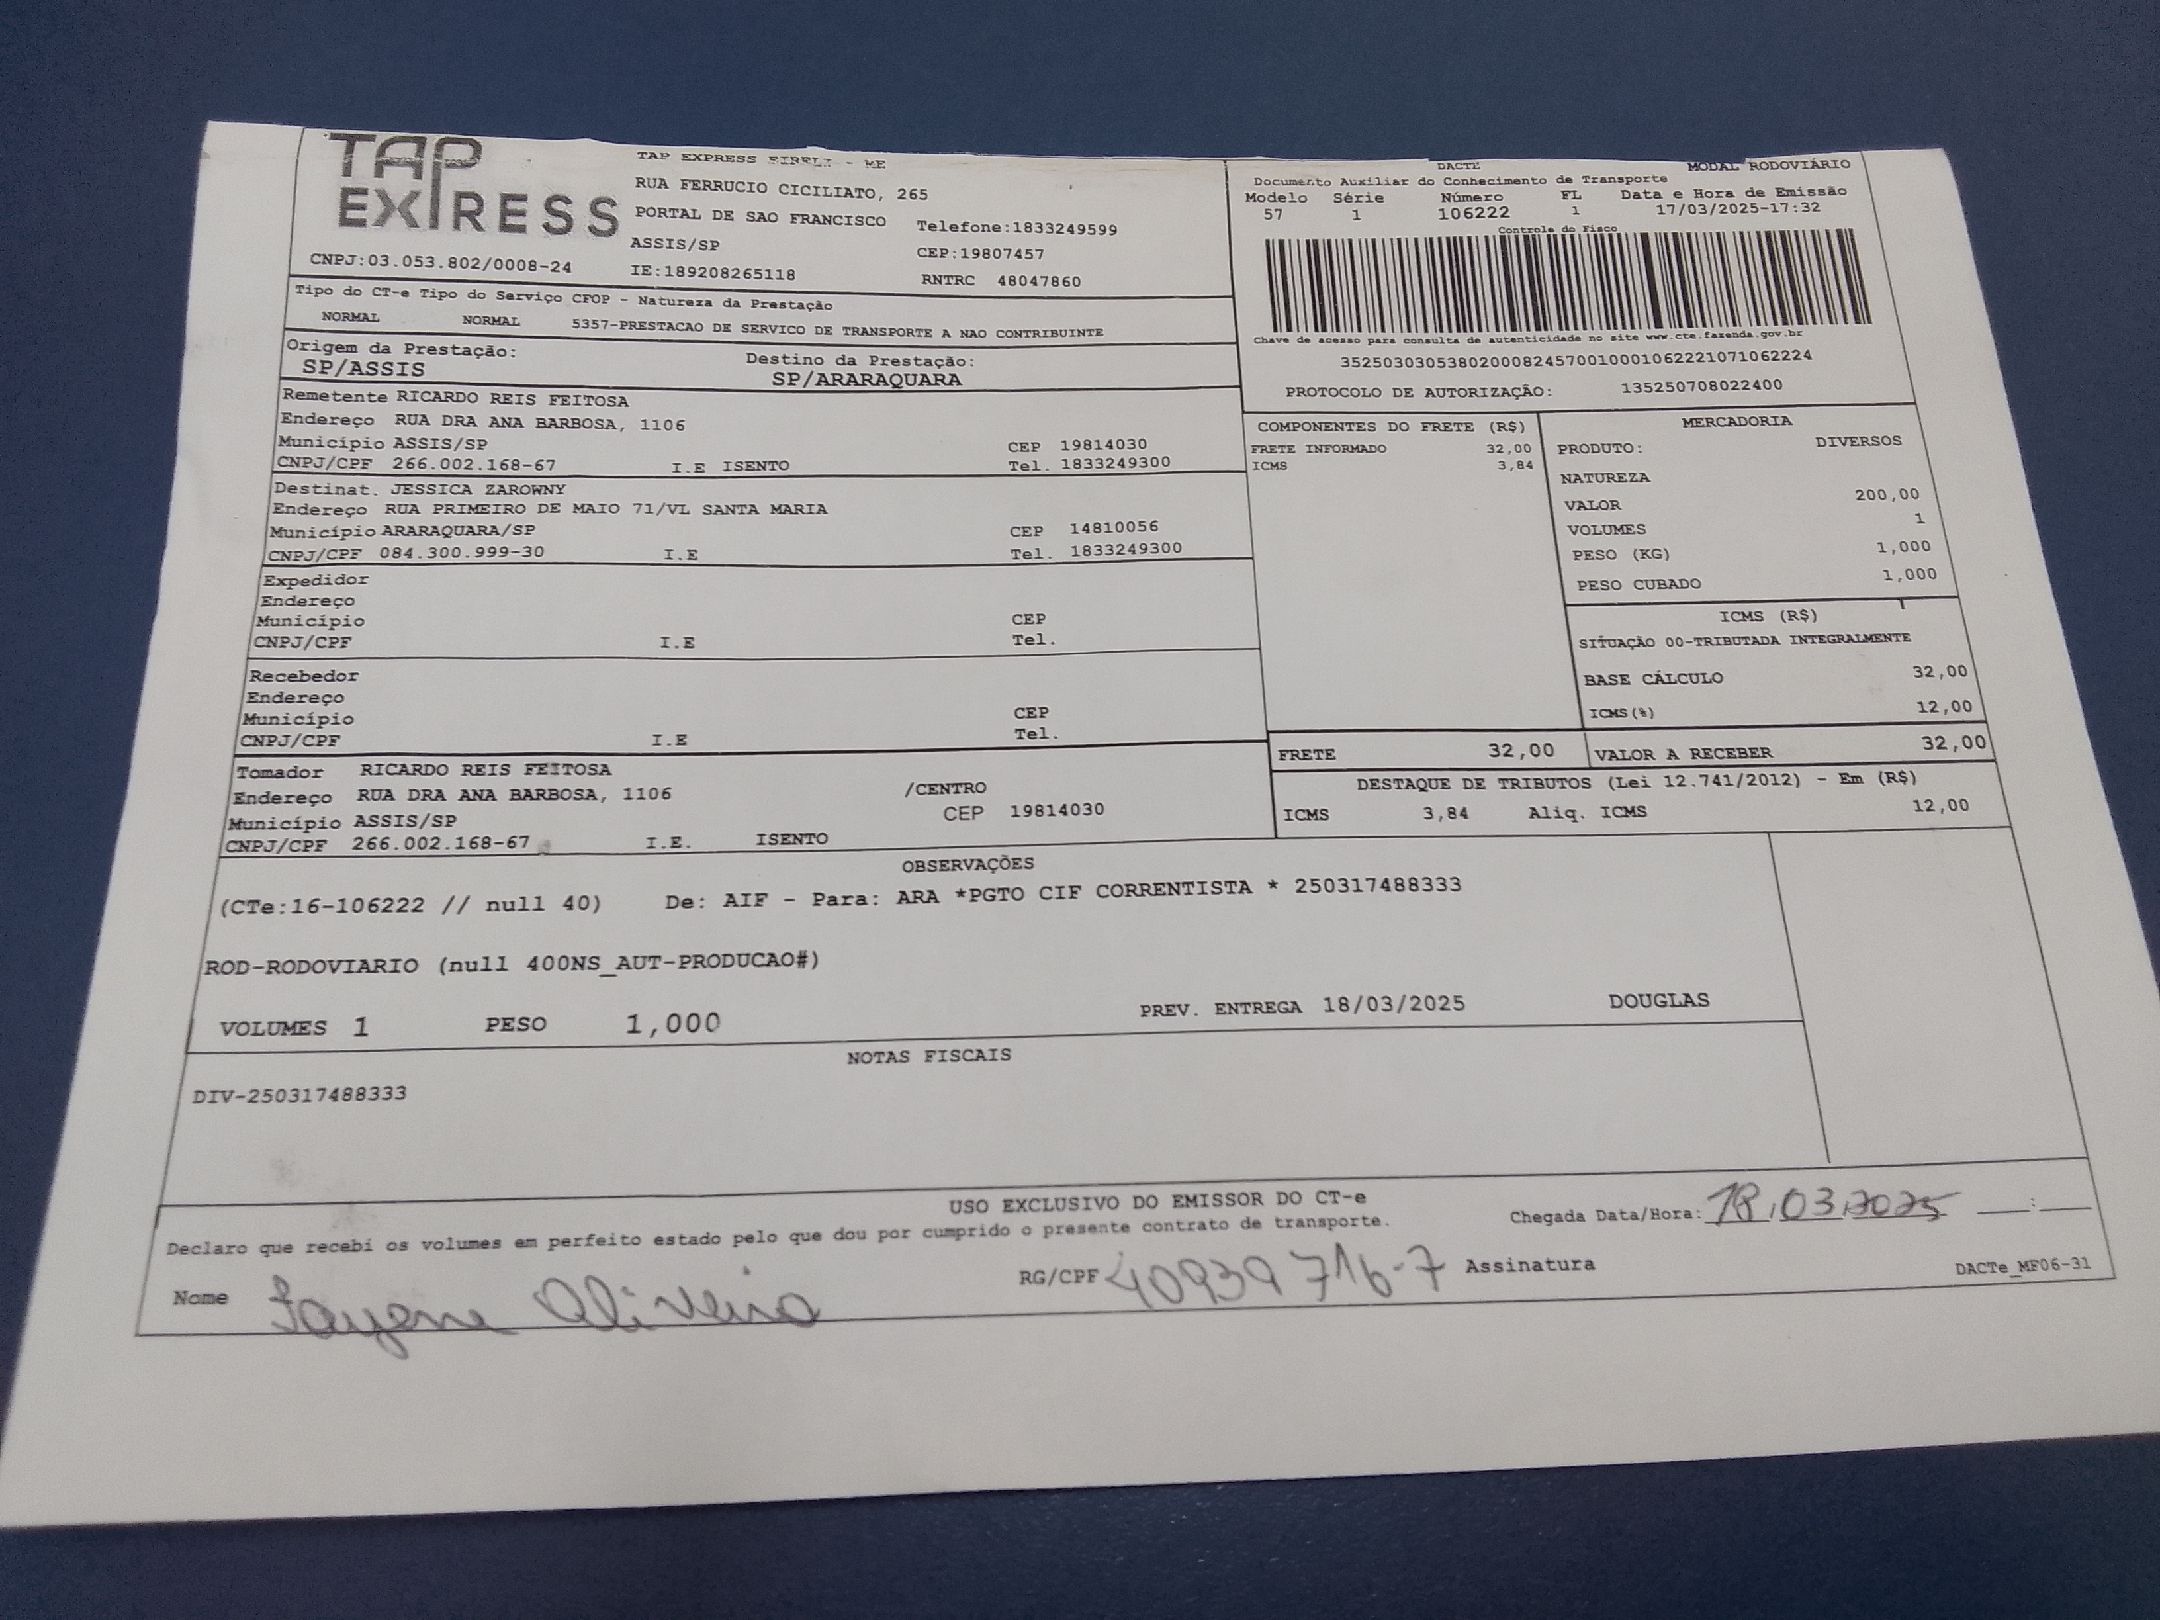 TAP EXPRESS
TAP EXPRESS EIRELI - ME
RUA FERRUCIO CICILIATO, 265
PORTAL DE SAO FRANCISCO Telefone:1833249599
ASSIS/SP CEP:19807457
CNPJ:03.053.802/0008-24 IE:189208265118 RNTRC 48047860
DACTE MODAL RODOVIÁRIO
Documento Auxiliar do Conhecimento de Transporte
Modelo Série Número FL Data e Hora de Emissão
57 1 106222 1 17/03/2025-17:32
Controle do Fisco
Chave de acesso para consulta de autenticidade no site www.cte.fazenda.gov.br
35250303053802000824570010001062221071062224
PROTOCOLO DE AUTORIZAÇÃO: 135250708022400
Tipo do CT-e Tipo do Serviço CFOP - Natureza da Prestação
NORMAL NORMAL 5357-PRESTACAO DE SERVICO DE TRANSPORTE A NAO CONTRIBUINTE
Origem da Prestação: Destino da Prestação:
SP/ASSIS SP/ARARAQUARA
Remetente RICARDO REIS FEITOSA
Endereço RUA DRA ANA BARBOSA, 1106
Município ASSIS/SP CEP 19814030
CNPJ/CPF 266.002.168-67 I.E ISENTO Tel. 1833249300
Destinat. JESSICA ZAROWNY
Endereço RUA PRIMEIRO DE MAIO 71/VL SANTA MARIA
Município ARARAQUARA/SP CEP 14810056
CNPJ/CPF 084.300.999-30 I.E Tel. 1833249300
Expedidor
Endereço
Município CEP
CNPJ/CPF I.E Tel.
Recebedor
Endereço
Município CEP
CNPJ/CPF I.E Tel.
Tomador RICARDO REIS FEITOSA
Endereço RUA DRA ANA BARBOSA, 1106 /CENTRO
Município ASSIS/SP CEP 19814030
CNPJ/CPF 266.002.168-67 I.E. ISENTO
COMPONENTES DO FRETE (R$)
FRETE INFORMADO 32,00
ICMS 3,84
MERCADORIA
PRODUTO: DIVERSOS
NATUREZA
VALOR 200,00
VOLUMES 1
PESO (KG) 1,000
PESO CUBADO 1,000
ICMS (R$)
SITUAÇÃO 00-TRIBUTADA INTEGRALMENTE
BASE CÁLCULO 32,00
ICMS(%) 12,00
FRETE 32,00 VALOR A RECEBER 32,00
DESTAQUE DE TRIBUTOS (Lei 12.741/2012) - Em (R$)
ICMS 3,84 Aliq. ICMS 12,00
OBSERVAÇÕES
(CTe:16-106222 // null 40) De: AIF - Para: ARA *PGTO CIF CORRENTISTA * 250317488333
ROD-RODOVIARIO (null 400NS_AUT-PRODUCAO#)
VOLUMES 1 PESO 1,000 PREV. ENTREGA 18/03/2025 DOUGLAS
NOTAS FISCAIS
DIV-250317488333
USO EXCLUSIVO DO EMISSOR DO CT-e
Declaro que recebi os volumes em perfeito estado pelo que dou por cumprido o presente contrato de transporte. Chegada Data/Hora: 18.03.2025 :
Nome Oliveira RG/CPF 40939716-7 Assinatura
DACTe_MF06-31